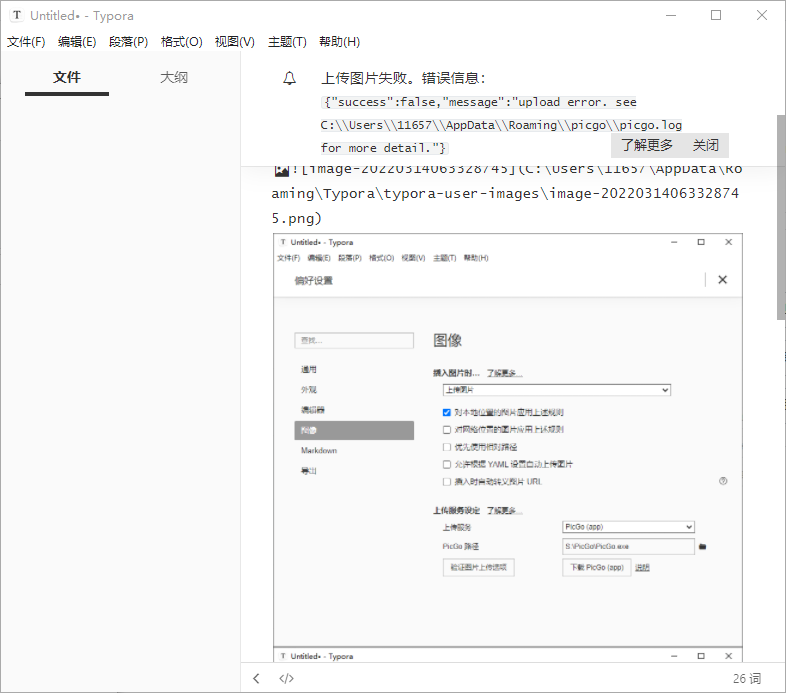 Untitled• - Typora
文件(F) 编辑(E) 段落(P) 格式(O) 视图(V) 主题(T) 帮助(H)
文件 大纲
上传图片失败。错误信息：
{"success":false,"message":"upload error. see
C:\\Users\\11657\\AppData\\Roaming\\picgo\\picgo.log
for more detail."}
了解更多 关闭
![image-20220314063328745](C:\Users\11657\AppData\Ro
aming\Typora\typora-user-images\image-2022031406332874
5.png)
Untitled• - Typora
文件(F) 编辑(E) 段落(P) 格式(O) 视图(V) 主题(T) 帮助(H)
偏好设置
查找...
图像
通用
外观
编辑器
图像
Markdown
导出
插入图片时... 了解更多...
上传图片
对本地位置的图片应用上述规则
对网络位置的图片应用上述规则
优先使用相对路径
允许根据 YAML 设置自动上传图片
插入时自动转义图片 URL
上传服务设定 了解更多...
上传服务 PicGo (app)
PicGo 路径 S:\PicGo\PicGo.exe
验证图片上传选项 下载 PicGo (app) 说明
Untitled• - Typora
26 词